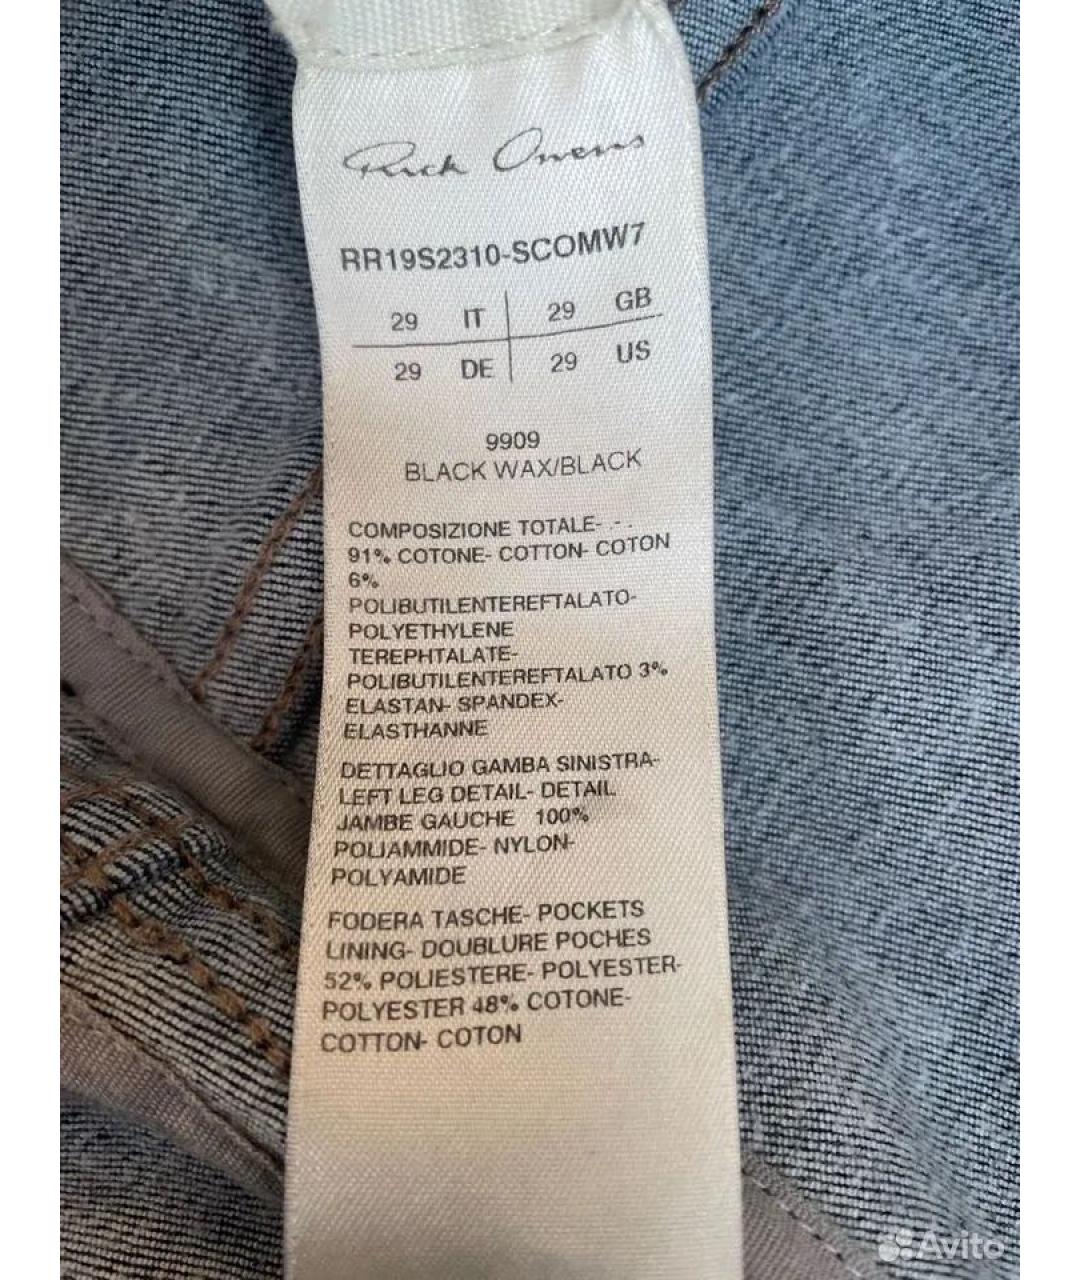 Rick Owens
RR19S2310-SCOMW7
29 IT 29 GB
29 DE 29 US
9909
BLACK WAX/BLACK
COMPOSIZIONE TOTALE- - .
91% COTONE- COTTON- COTON
6%
POLIBUTILENTEREFTALATO-
POLYETHYLENE
TEREPHTALATE-
POLIBUTILENTEREFTALATO 3%
ELASTAN- SPANDEX-
ELASTHANNE
DETTAGLIO GAMBA SINISTRA-
LEFT LEG DETAIL- DETAIL
JAMBE GAUCHE 100%
POLIAMMIDE- NYLON-
POLYAMIDE
FODERA TASCHE- POCKETS
LINING- DOUBLURE POCHES
52% POLIESTERE- POLYESTER-
POLYESTER 48% COTONE-
COTTON- COTON
Avito